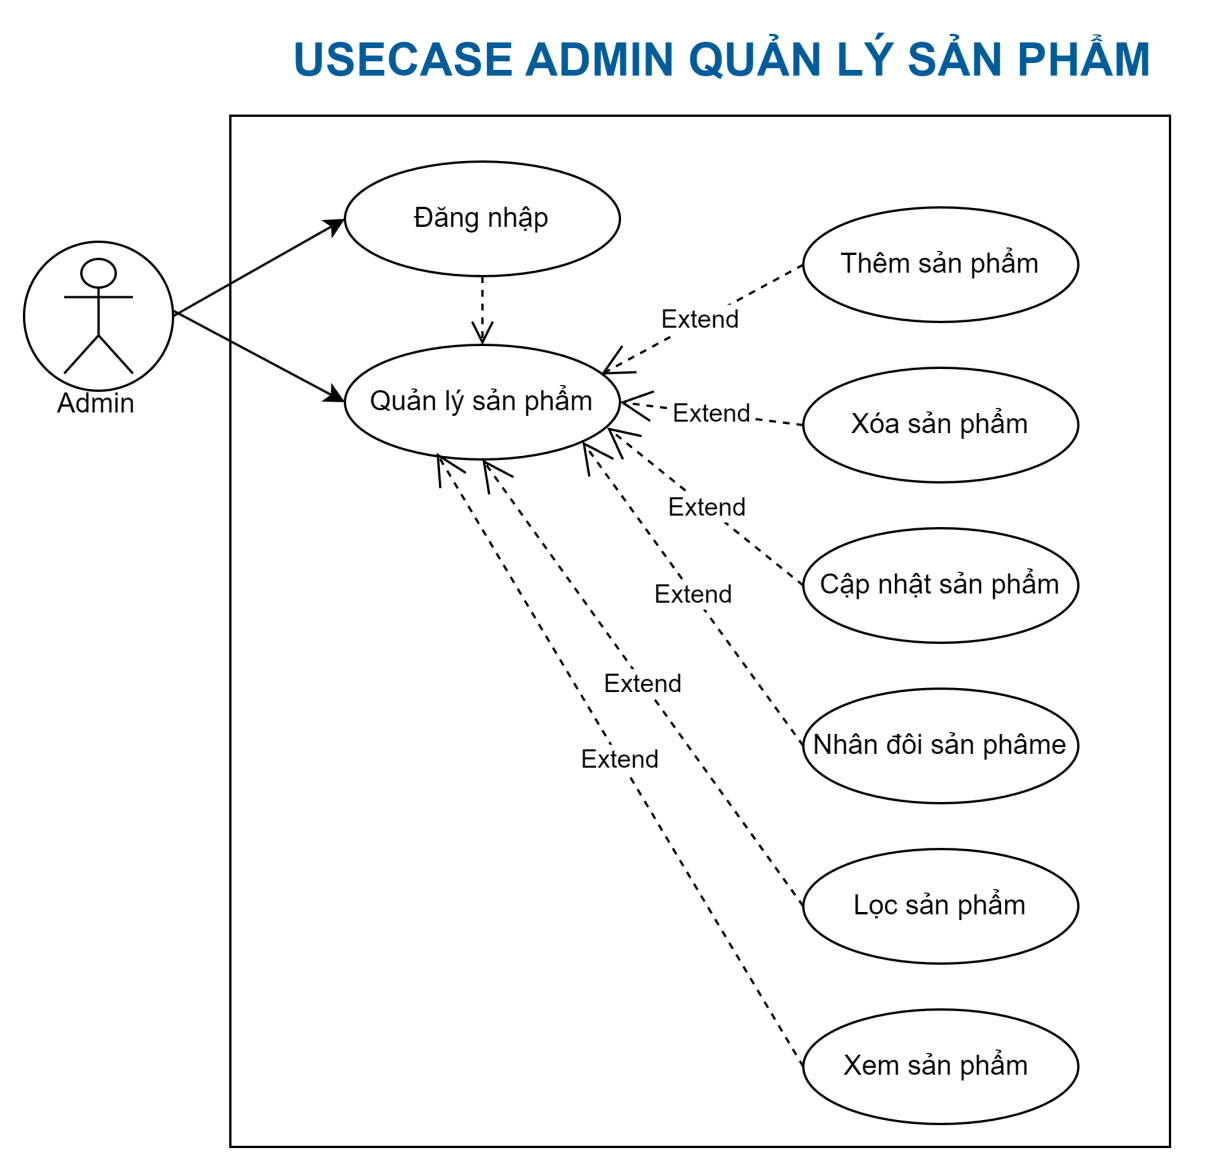 USECASE ADMIN QUẢN LÝ SẢN PHẨM
Đăng nhập
Thêm sản phẩm
Extend
Admin
Quản lý sản phẩm
Extend
Xóa sản phẩm
Extend
Cập nhật sản phẩm
Extend
Extend
Nhân đôi sản phâme
Extend
Lọc sản phẩm
Xem sản phẩm